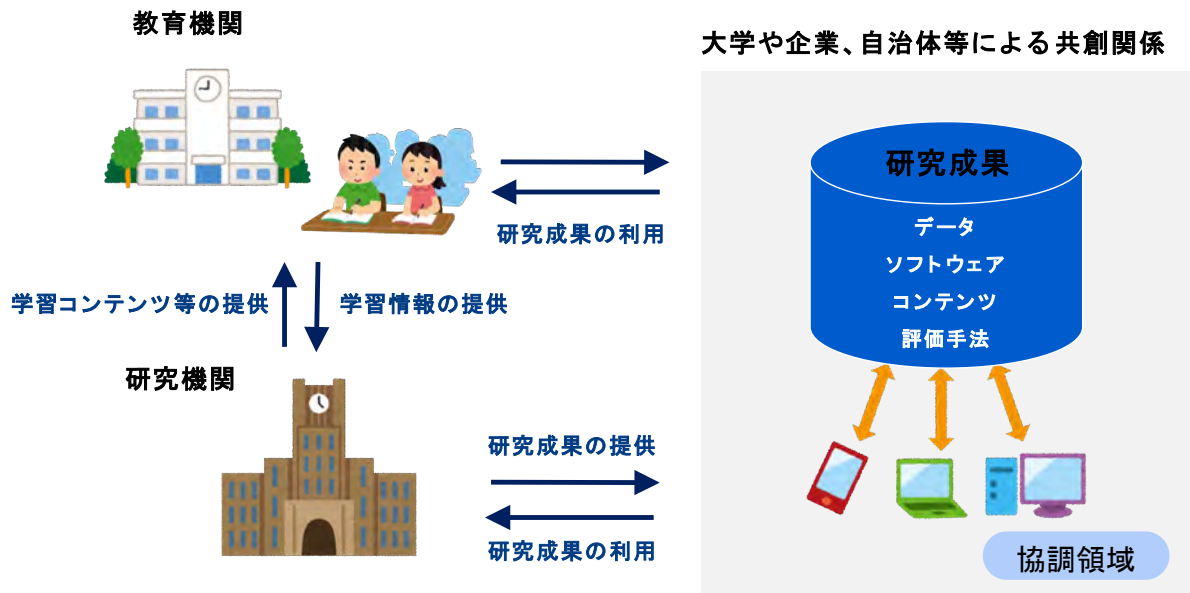 教育機関
大学や企業、自治体等による共創関係
研究成果
データ
ソフトウェア
コンテンツ
評価手法
研究成果の利用
学習コンテンツ等の提供
学習情報の提供
研究機関
研究成果の提供
研究成果の利用
協調領域